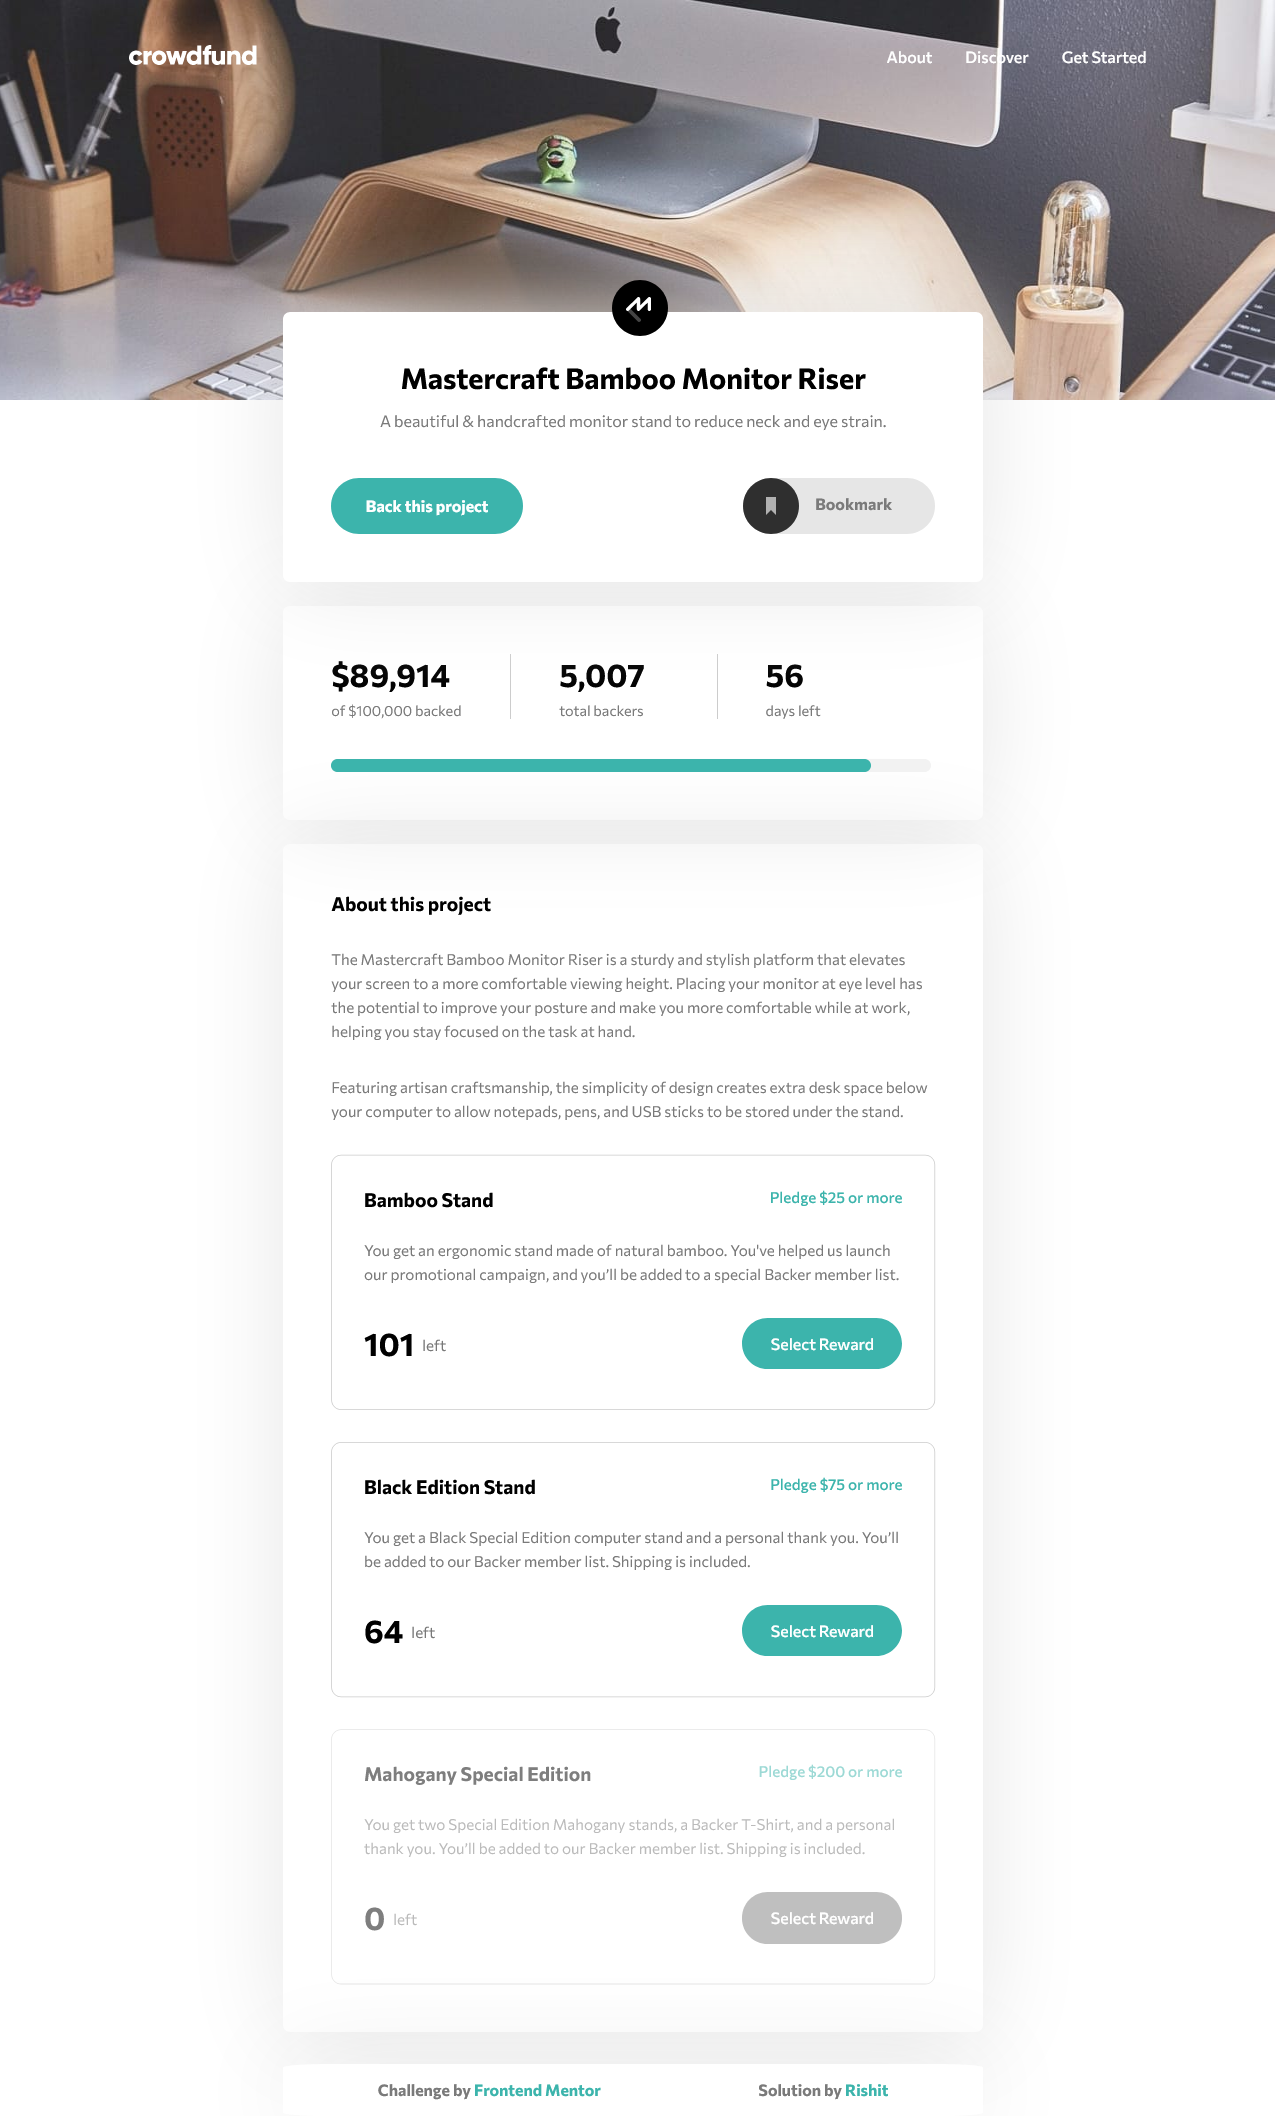 crowdfund
About Discover Get Started
Mastercraft Bamboo Monitor Riser
A beautiful & handcrafted monitor stand to reduce neck and eye strain.
Back this project
Bookmark
$89,914
of $100,000 backed
5,007
total backers
56
days left
About this project
The Mastercraft Bamboo Monitor Riser is a sturdy and stylish platform that elevates
your screen to a more comfortable viewing height. Placing your monitor at eye level has
the potential to improve your posture and make you more comfortable while at work,
helping you stay focused on the task at hand.
Featuring artisan craftsmanship, the simplicity of design creates extra desk space below
your computer to allow notepads, pens, and USB sticks to be stored under the stand.
Bamboo Stand
Pledge $25 or more
You get an ergonomic stand made of natural bamboo. You've helped us launch
our promotional campaign, and you’ll be added to a special Backer member list.
101 left
Select Reward
Black Edition Stand
Pledge $75 or more
You get a Black Special Edition computer stand and a personal thank you. You’ll
be added to our Backer member list. Shipping is included.
64 left
Select Reward
Mahogany Special Edition
Pledge $200 or more
You get two Special Edition Mahogany stands, a Backer T-Shirt, and a personal
thank you. You’ll be added to our Backer member list. Shipping is included.
0 left
Select Reward
Challenge by Frontend Mentor
Solution by Rishit